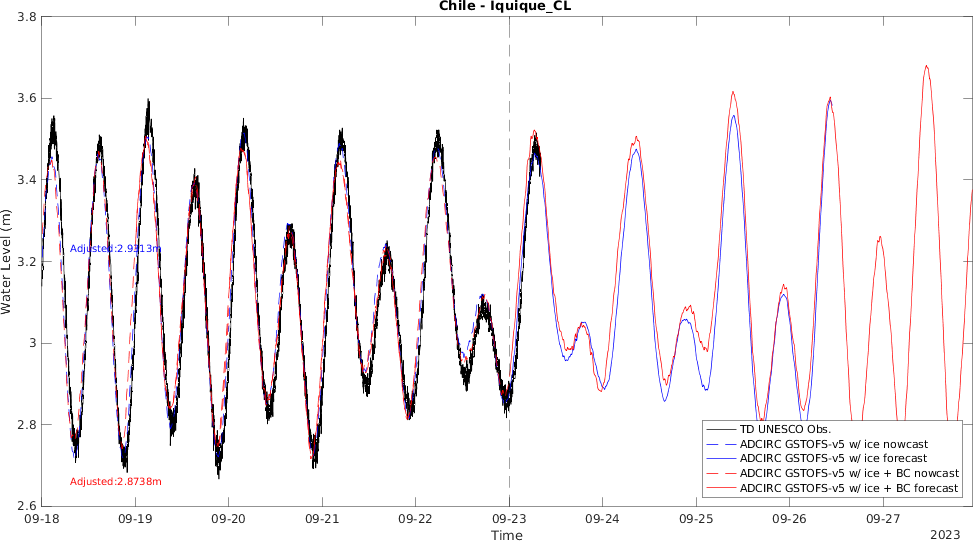 Chile - Iquique_CL
3.8
3.6
3.4
3.2
3
2.8
2.6
Water Level (m)
Adjusted:2.9313m
Adjusted:2.8738m
TD UNESCO Obs.
ADCIRC GSTOFS-v5 w/ ice nowcast
ADCIRC GSTOFS-v5 w/ ice forecast
ADCIRC GSTOFS-v5 w/ ice + BC nowcast
ADCIRC GSTOFS-v5 w/ ice + BC forecast
09-18 09-19 09-20 09-21 09-22 09-23 09-24 09-25 09-26 09-27
Time
2023